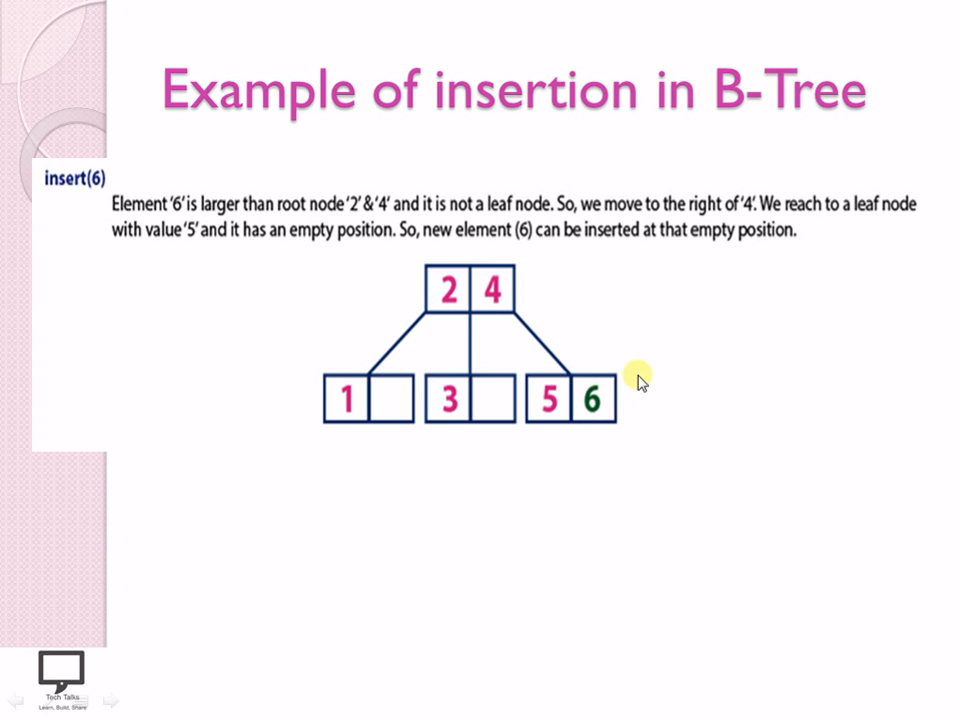 Example of insertion in B-Tree
insert(6)
Element ‘6’ is larger than root node ‘2’ & ‘4’ and it is not a leaf node. So, we move to the right of ‘4’. We reach to a leaf node
with value ‘5’ and it has an empty position. So, new element (6) can be inserted at that empty position.
2 4
1 3 5 6
Tech Talks
Learn, Build, Share